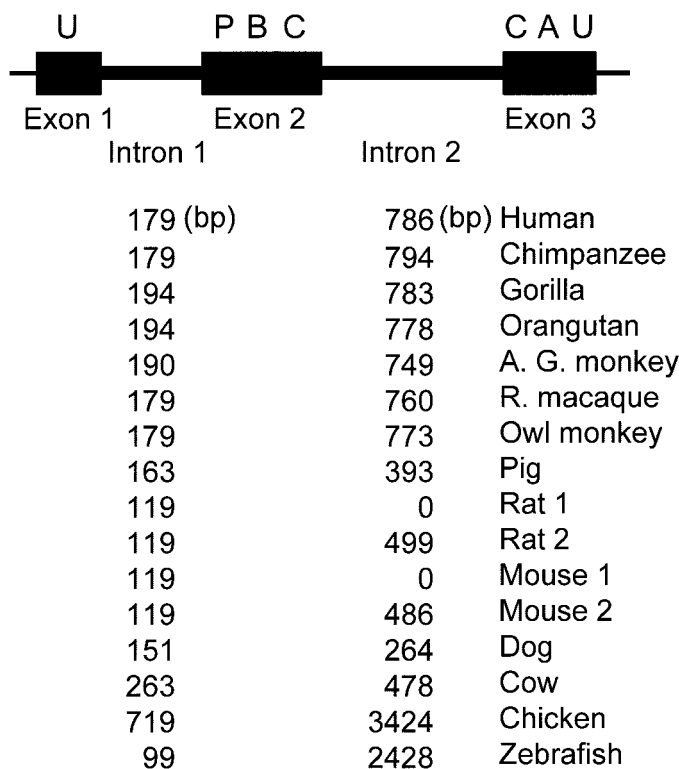 U P B C C A U
Exon 1 Exon 2 Exon 3
Intron 1 Intron 2
179 (bp) 786 (bp) Human
179 794 Chimpanzee
194 783 Gorilla
194 778 Orangutan
190 749 A. G. monkey
179 760 R. macaque
179 773 Owl monkey
163 393 Pig
119 0 Rat 1
119 499 Rat 2
119 0 Mouse 1
119 486 Mouse 2
151 264 Dog
263 478 Cow
719 3424 Chicken
99 2428 Zebrafish